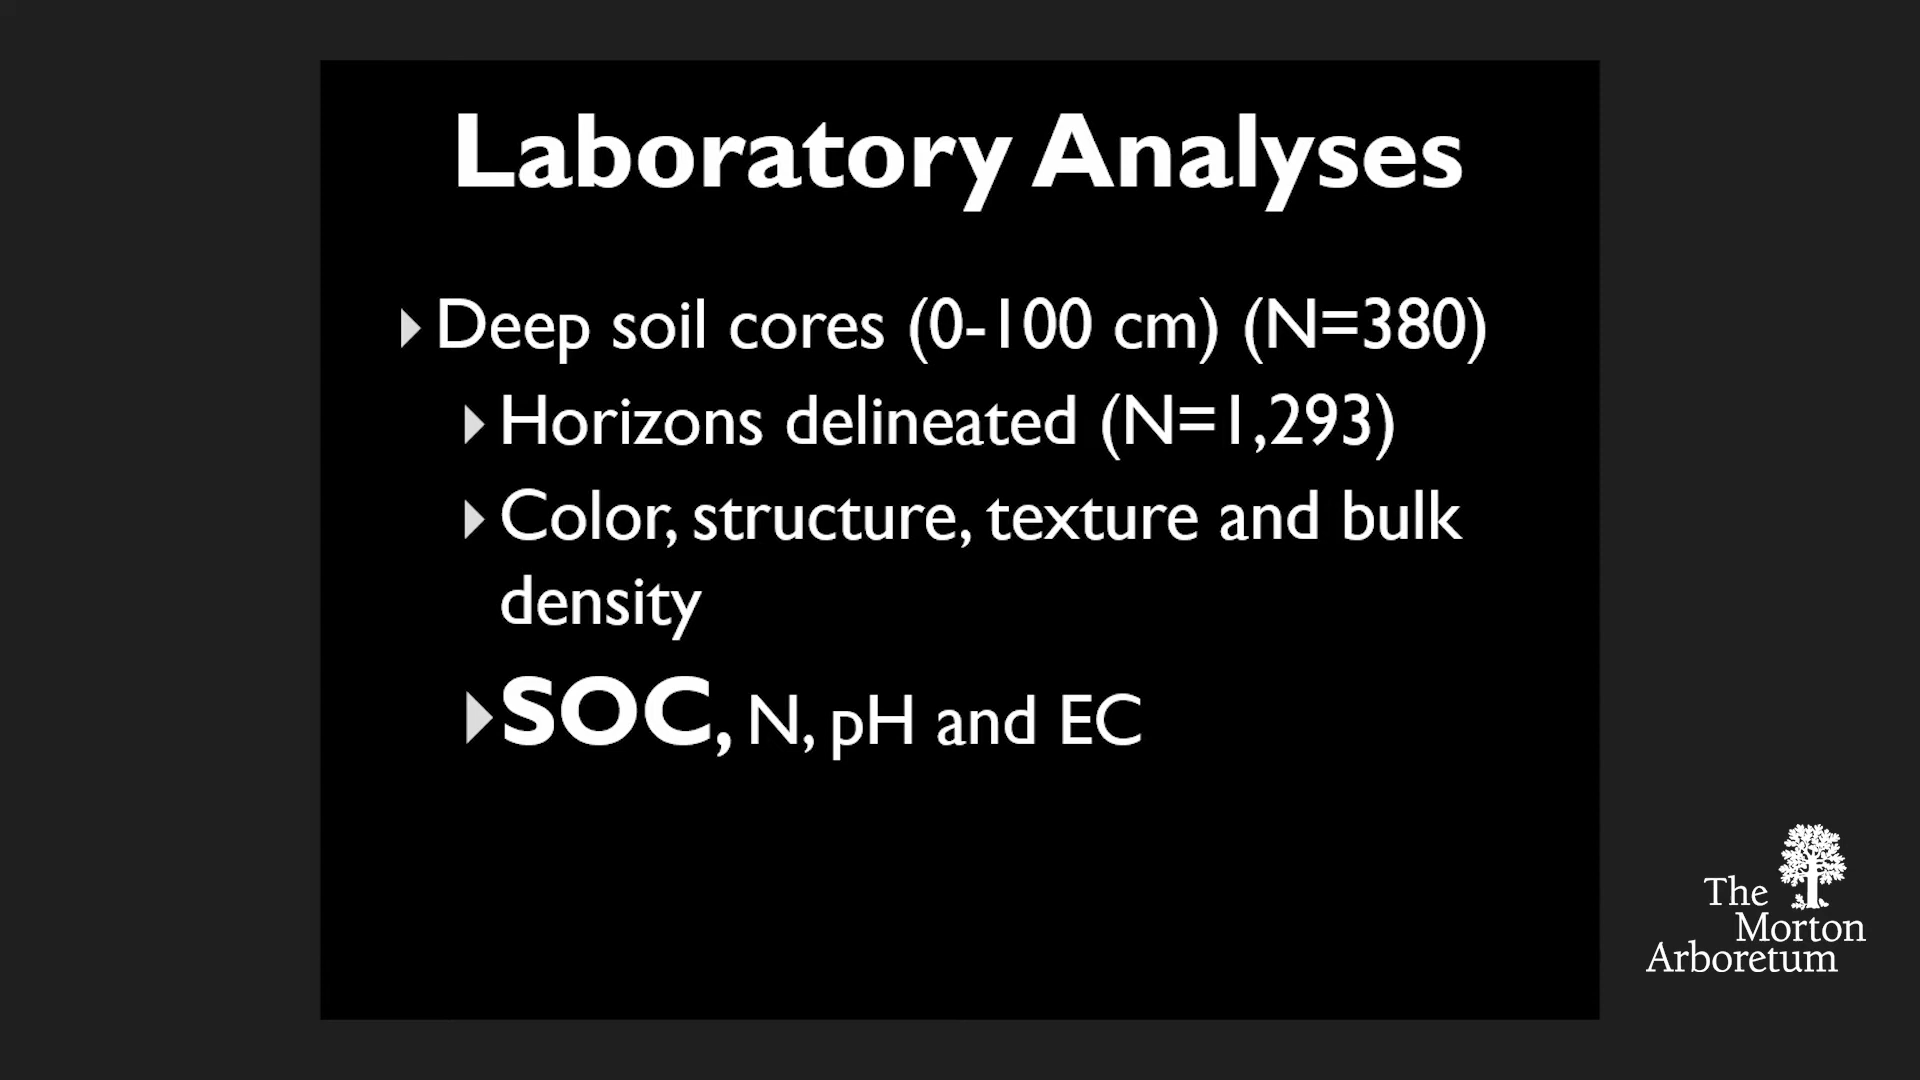 Laboratory Analyses
Deep soil cores (0-100 cm) (N=380)
Horizons delineated (N=1,293)
Color, structure, texture and bulk
density
SOC, N, pH and EC
The
Morton
Arboretum